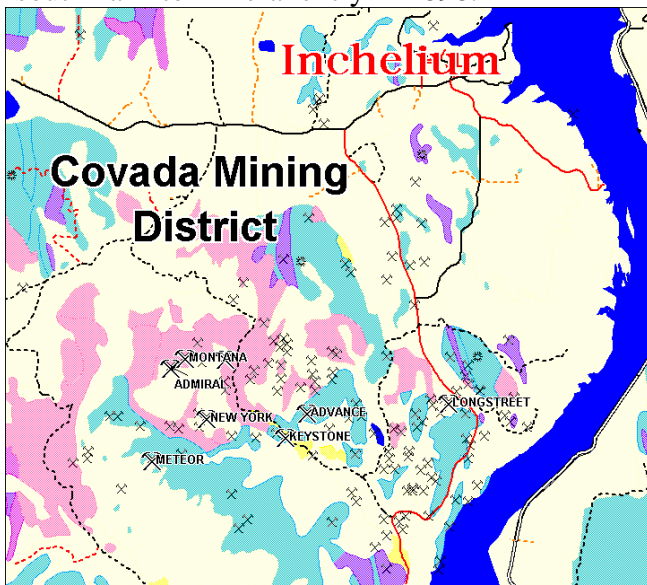 Inchelium
Covada Mining
District
MONTANA
ADMIRAL
NEW YORK
ADVANCE
LONGSTREET
KEYSTONE
METEOR